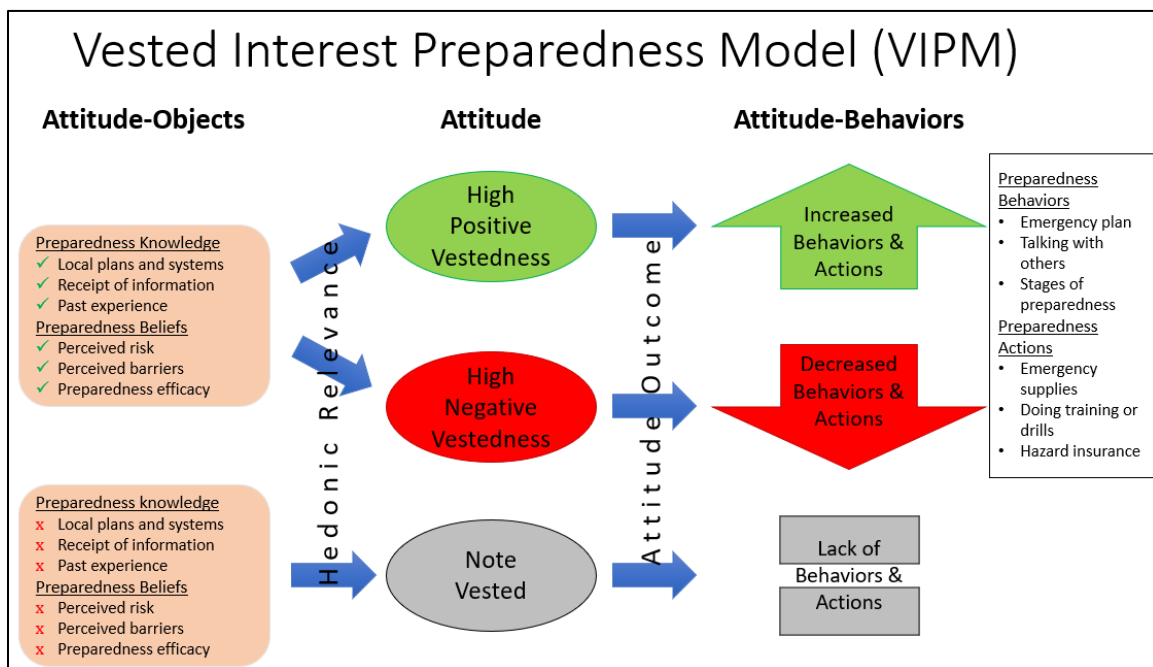 Vested Interest Preparedness Model (VIPM)
Attitude-Objects
Attitude
Attitude-Behaviors
Preparedness Knowledge
✓ Local plans and systems
✓ Receipt of information
✓ Past experience
Preparedness Beliefs
✓ Perceived risk
✓ Perceived barriers
✓ Preparedness efficacy
Preparedness knowledge
x Local plans and systems
x Receipt of information
x Past experience
Preparedness Beliefs
x Perceived risk
x Perceived barriers
x Preparedness efficacy
Hedonic Relevance
High
Positive
Vestedness
High
Negative
Vestedness
Note
Vested
Attitude Outcome
Increased
Behaviors &
Actions
Decreased
Behaviors &
Actions
Lack of
Behaviors &
Actions
Preparedness
Behaviors
• Emergency plan
• Talking with
others
• Stages of
preparedness
Preparedness
Actions
• Emergency
supplies
• Doing training or
drills
• Hazard insurance